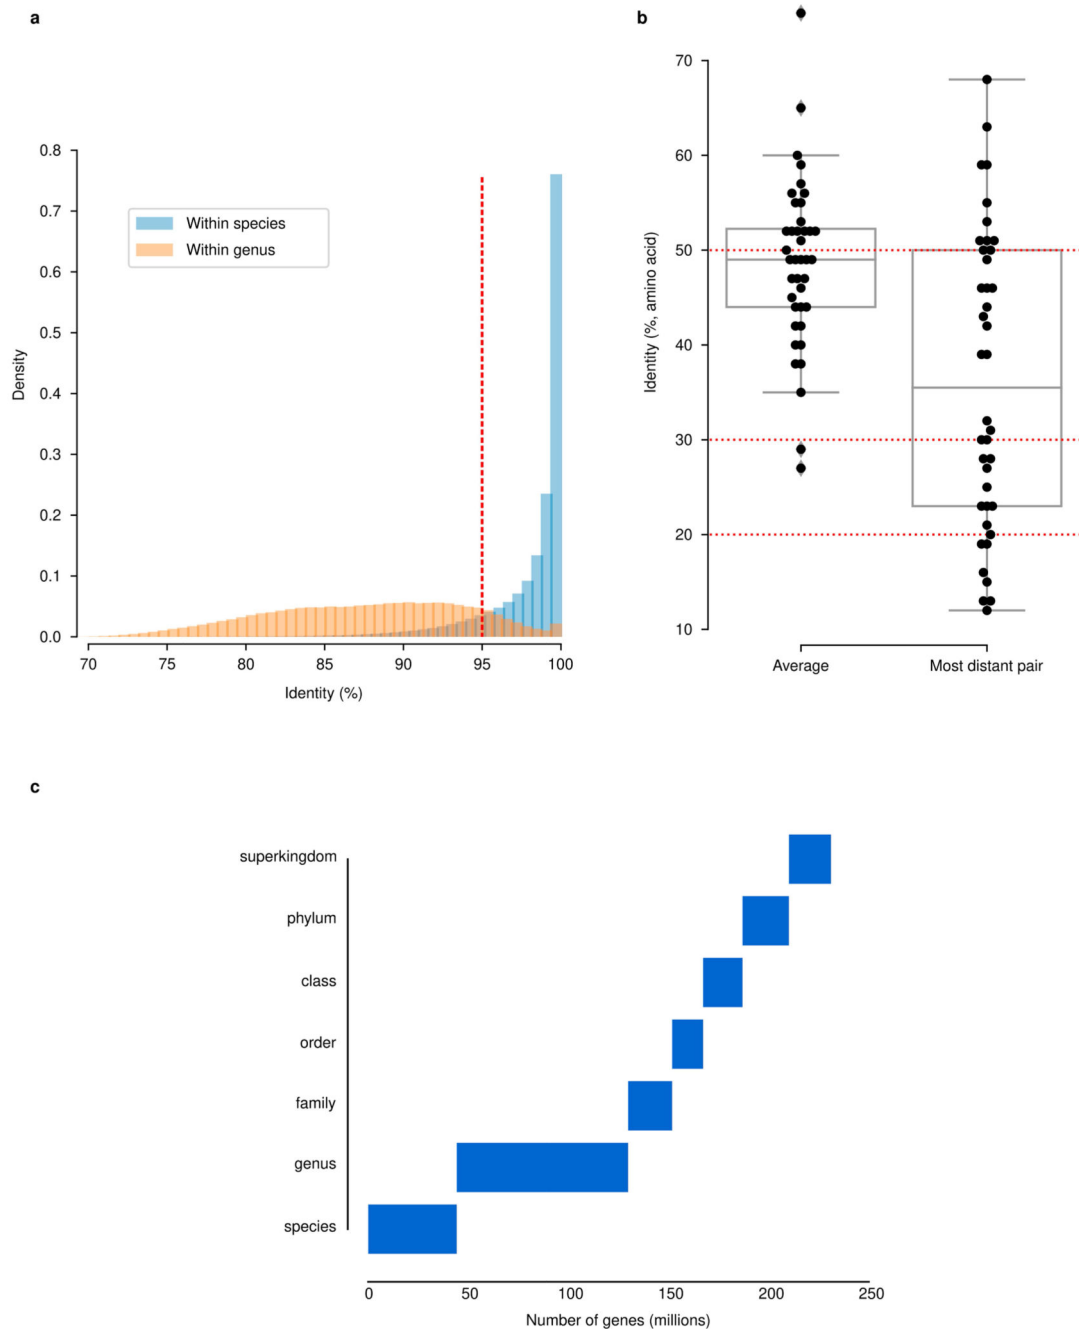 a
0.8
0.7
0.6
0.5
0.4
0.3
0.2
0.1
0.0
Density
Within species
Within genus
70 75 80 85 90 95 100
Identity (%)
b
70
60
50
40
30
20
10
Identity (%, amino acid)
Average Most distant pair
c
superkingdom
phylum
class
order
family
genus
species
0 50 100 150 200 250
Number of genes (millions)